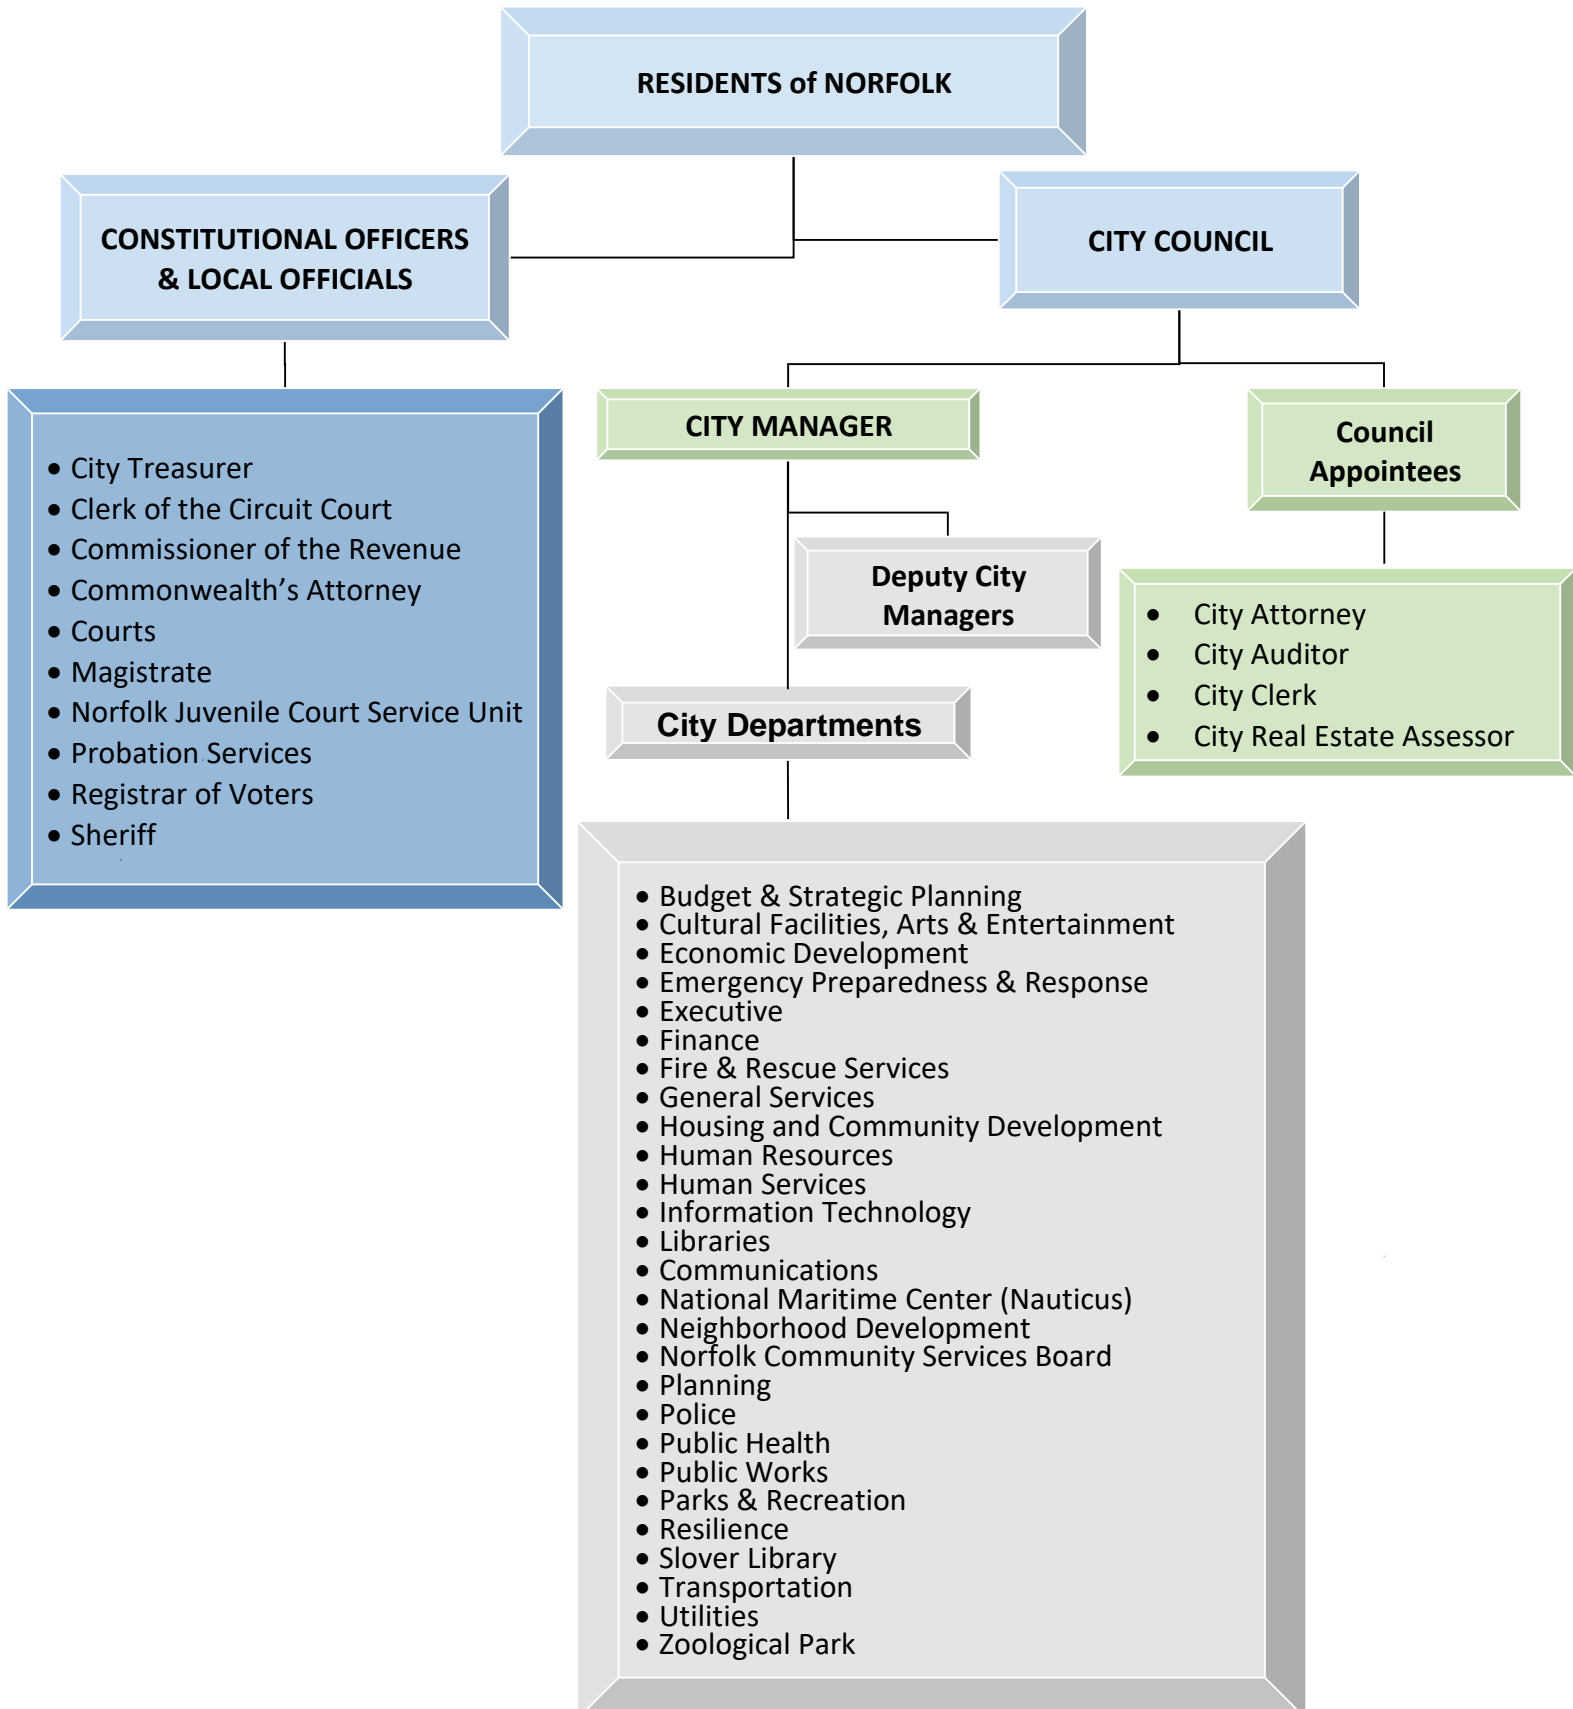 RESIDENTS of NORFOLK
CONSTITUTIONAL OFFICERS
& LOCAL OFFICIALS
CITY COUNCIL
• City Treasurer
• Clerk of the Circuit Court
• Commissioner of the Revenue
• Commonwealth’s Attorney
• Courts
• Magistrate
• Norfolk Juvenile Court Service Unit
• Probation Services
• Registrar of Voters
• Sheriff
CITY MANAGER
Council
Appointees
Deputy City
Managers
• City Attorney
• City Auditor
• City Clerk
• City Real Estate Assessor
City Departments
• Budget & Strategic Planning
• Cultural Facilities, Arts & Entertainment
• Economic Development
• Emergency Preparedness & Response
• Executive
• Finance
• Fire & Rescue Services
• General Services
• Housing and Community Development
• Human Resources
• Human Services
• Information Technology
• Libraries
• Communications
• National Maritime Center (Nauticus)
• Neighborhood Development
• Norfolk Community Services Board
• Planning
• Police
• Public Health
• Public Works
• Parks & Recreation
• Resilience
• Slover Library
• Transportation
• Utilities
• Zoological Park